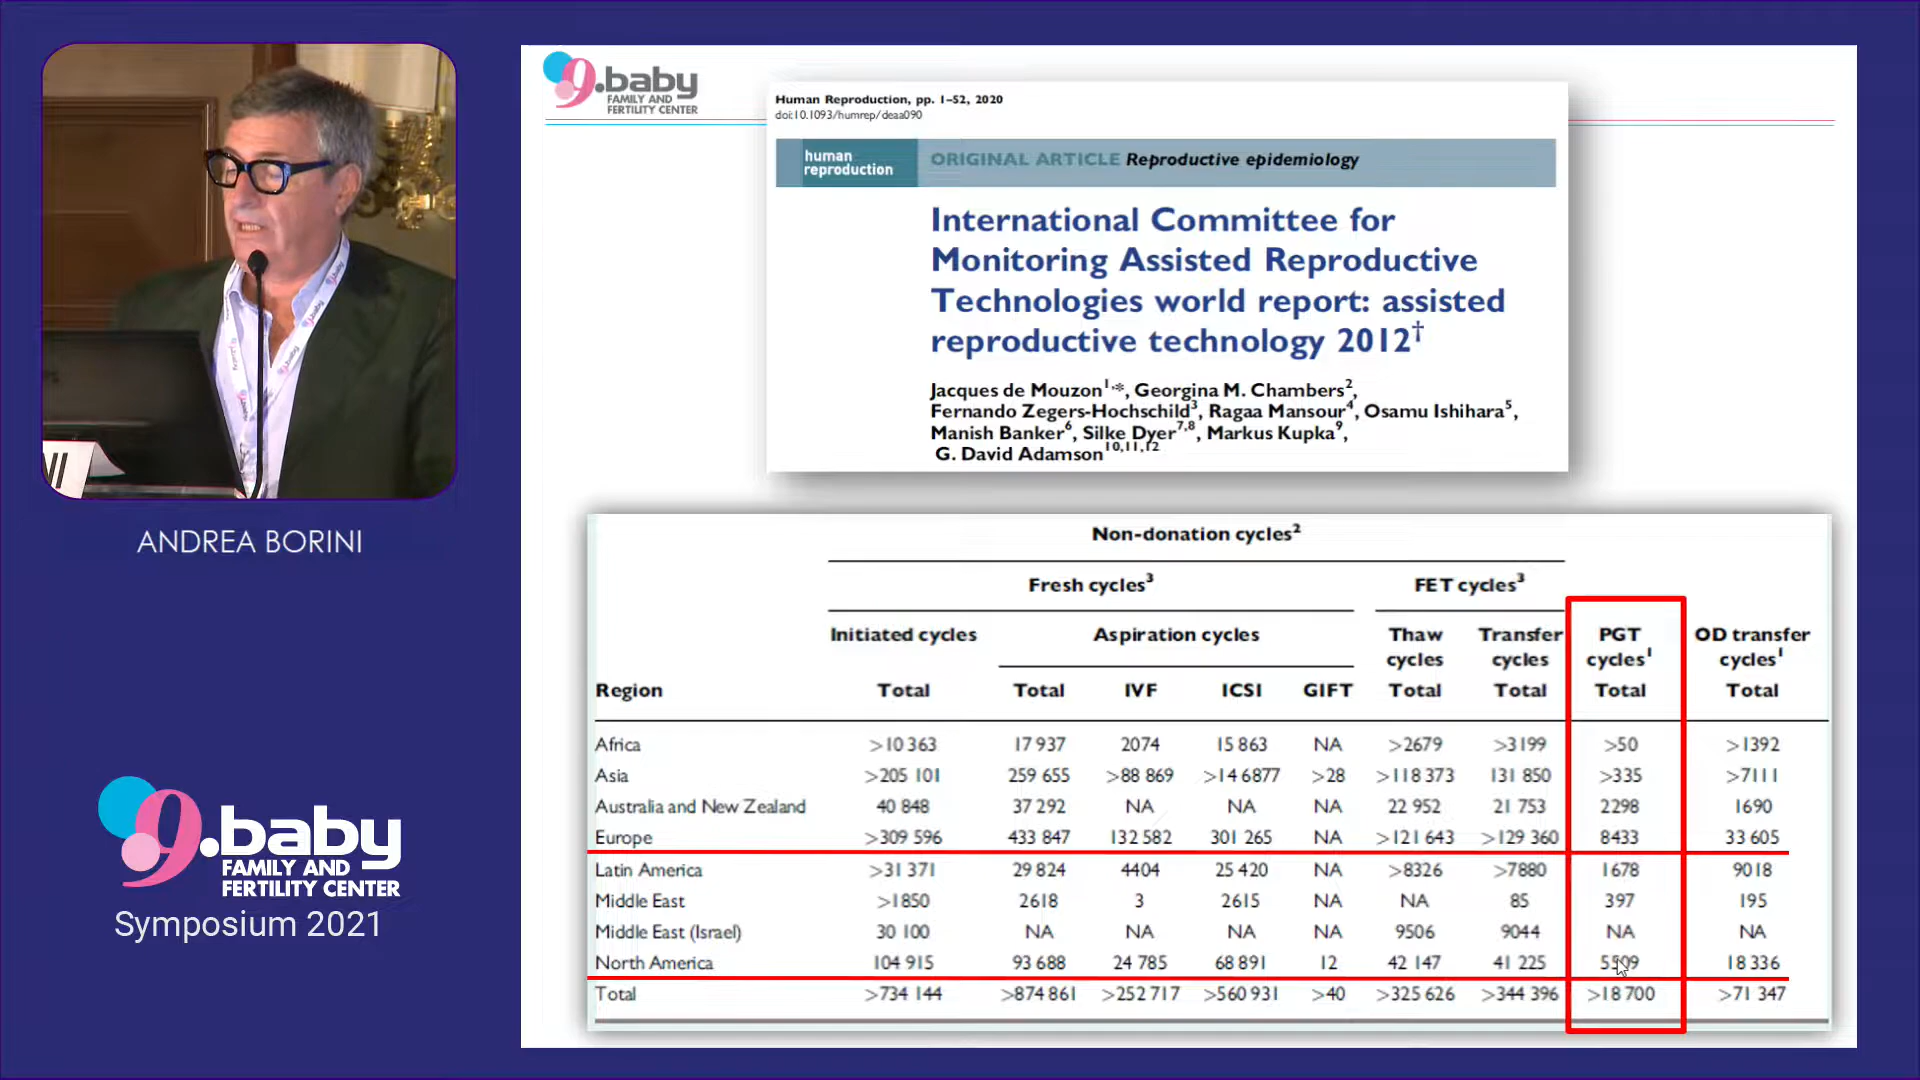 9.baby
FAMILY AND
FERTILITY CENTER
Human Reproduction, pp. 1–52, 2020
doi:10.1093/humrep/deaa090
human
reproduction
ORIGINAL ARTICLE Reproductive epidemiology
International Committee for
Monitoring Assisted Reproductive
Technologies world report: assisted
reproductive technology 2012†
Jacques de Mouzon1,*, Georgina M. Chambers2,
Fernando Zegers-Hochschild3, Ragaa Mansour4, Osamu Ishihara5,
Manish Banker6, Silke Dyer7,8, Markus Kupka9,
G. David Adamson10,11,12
ANDREA BORINI
Non-donation cycles2
Fresh cycles3 FET cycles3
Initiated cycles Aspiration cycles Thaw cycles Transfer cycles PGT cycles1 OD transfer cycles1
Region Total Total IVF ICSI GIFT Total Total Total Total
Africa >10 363 17 937 2074 15 863 NA >2679 >3199 >50 >1392
Asia >205 101 259 655 >88 869 >14 6877 >28 >118 373 131 850 >335 >7111
Australia and New Zealand 40 848 37 292 NA NA NA 22 952 21 753 2298 1690
Europe >309 596 433 847 132 582 301 265 NA >121 643 >129 360 8433 33 605
Latin America >31 371 29 824 4404 25 420 NA >8326 >7880 1678 9018
Middle East >1850 2618 3 2615 NA NA 85 397 195
Middle East (Israel) 30 100 NA NA NA NA 9506 9044 NA NA
North America 104 915 93 688 24 785 68 891 12 42 147 41 225 5509 18 336
Total >734 144 >874 861 >252 717 >560 931 >40 >325 626 >344 396 >18 700 >71 347
9.baby
FAMILY AND
FERTILITY CENTER
Symposium 2021